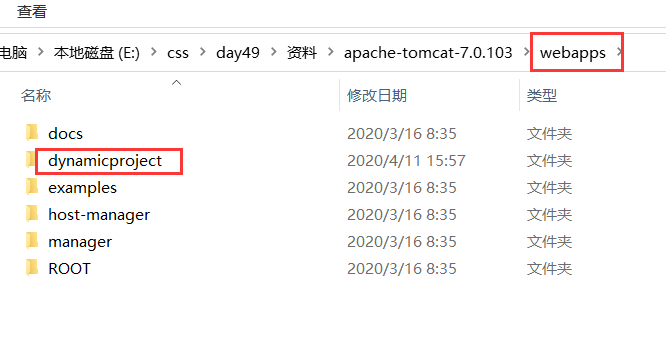 查看
电脑 > 本地磁盘 (E:) > css > day49 > 资料 > apache-tomcat-7.0.103 > webapps >
名称 修改日期 类型
docs 2020/3/16 8:35 文件夹
dynamicproject 2020/4/11 15:57 文件夹
examples 2020/3/16 8:35 文件夹
host-manager 2020/3/16 8:35 文件夹
manager 2020/3/16 8:35 文件夹
ROOT 2020/3/16 8:35 文件夹